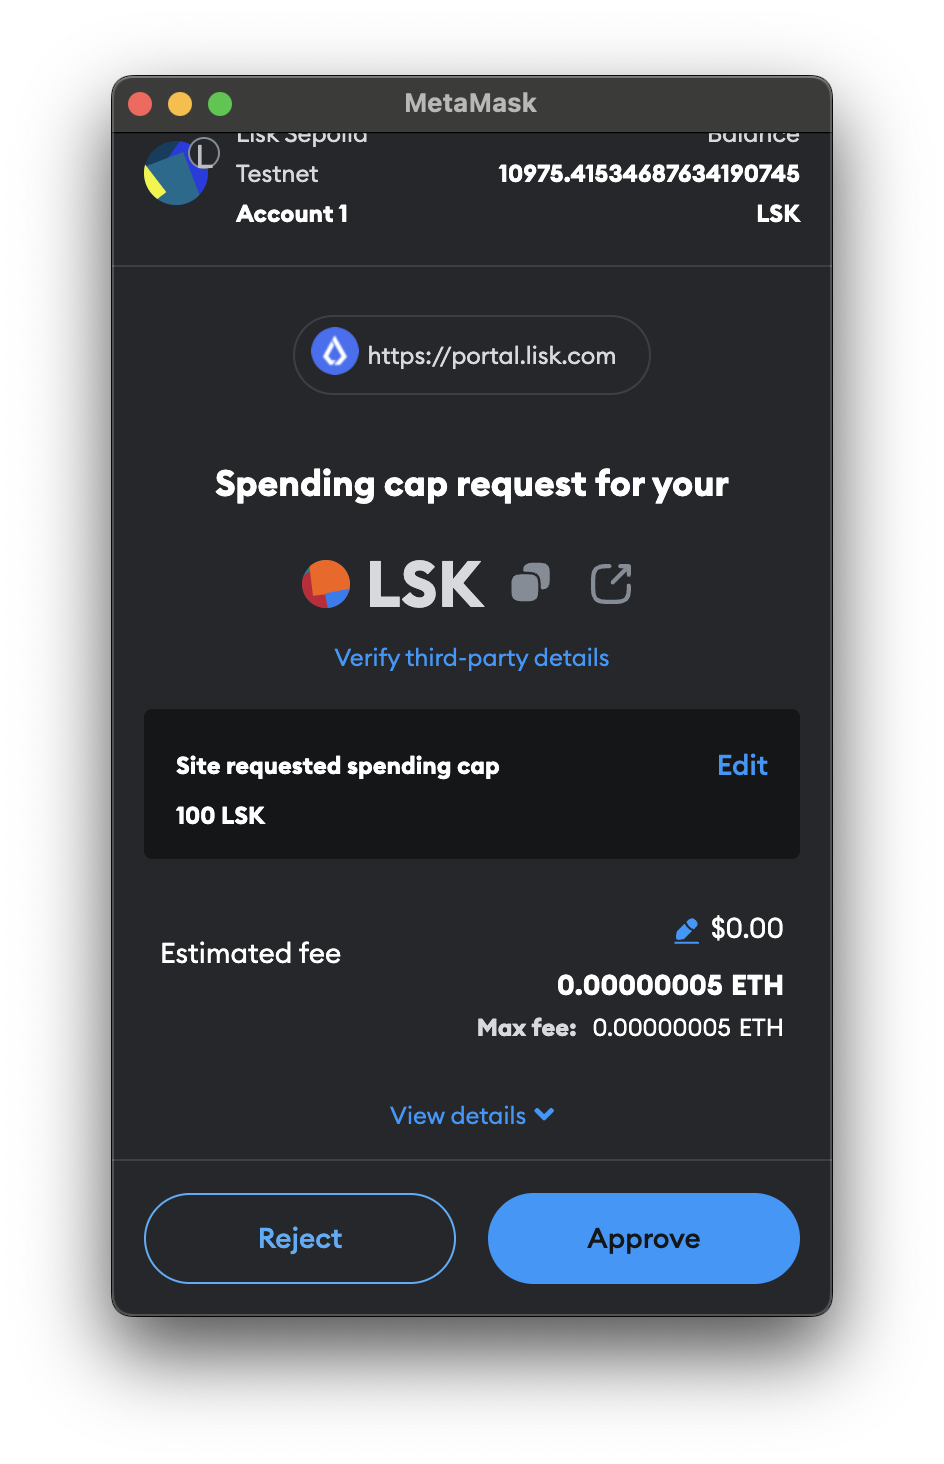 MetaMask
Lisk Sepolia
Balance
Testnet
10975.41534687634190745
Account 1
LSK
L
https://portal.lisk.com
Spending cap request for your
LSK
Verify third-party details
Site requested spending cap
Edit
100 LSK
Estimated fee
$0.00
0.00000005 ETH
Max fee: 0.00000005 ETH
View details
Reject
Approve